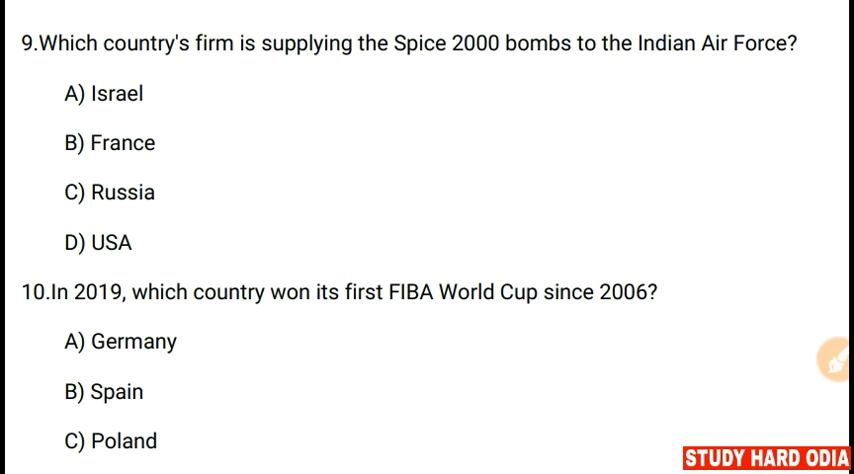 9.Which country's firm is supplying the Spice 2000 bombs to the Indian Air Force?
A) Israel
B) France
C) Russia
D) USA
10.In 2019, which country won its first FIBA World Cup since 2006?
A) Germany
B) Spain
C) Poland
STUDY HARD ODIA